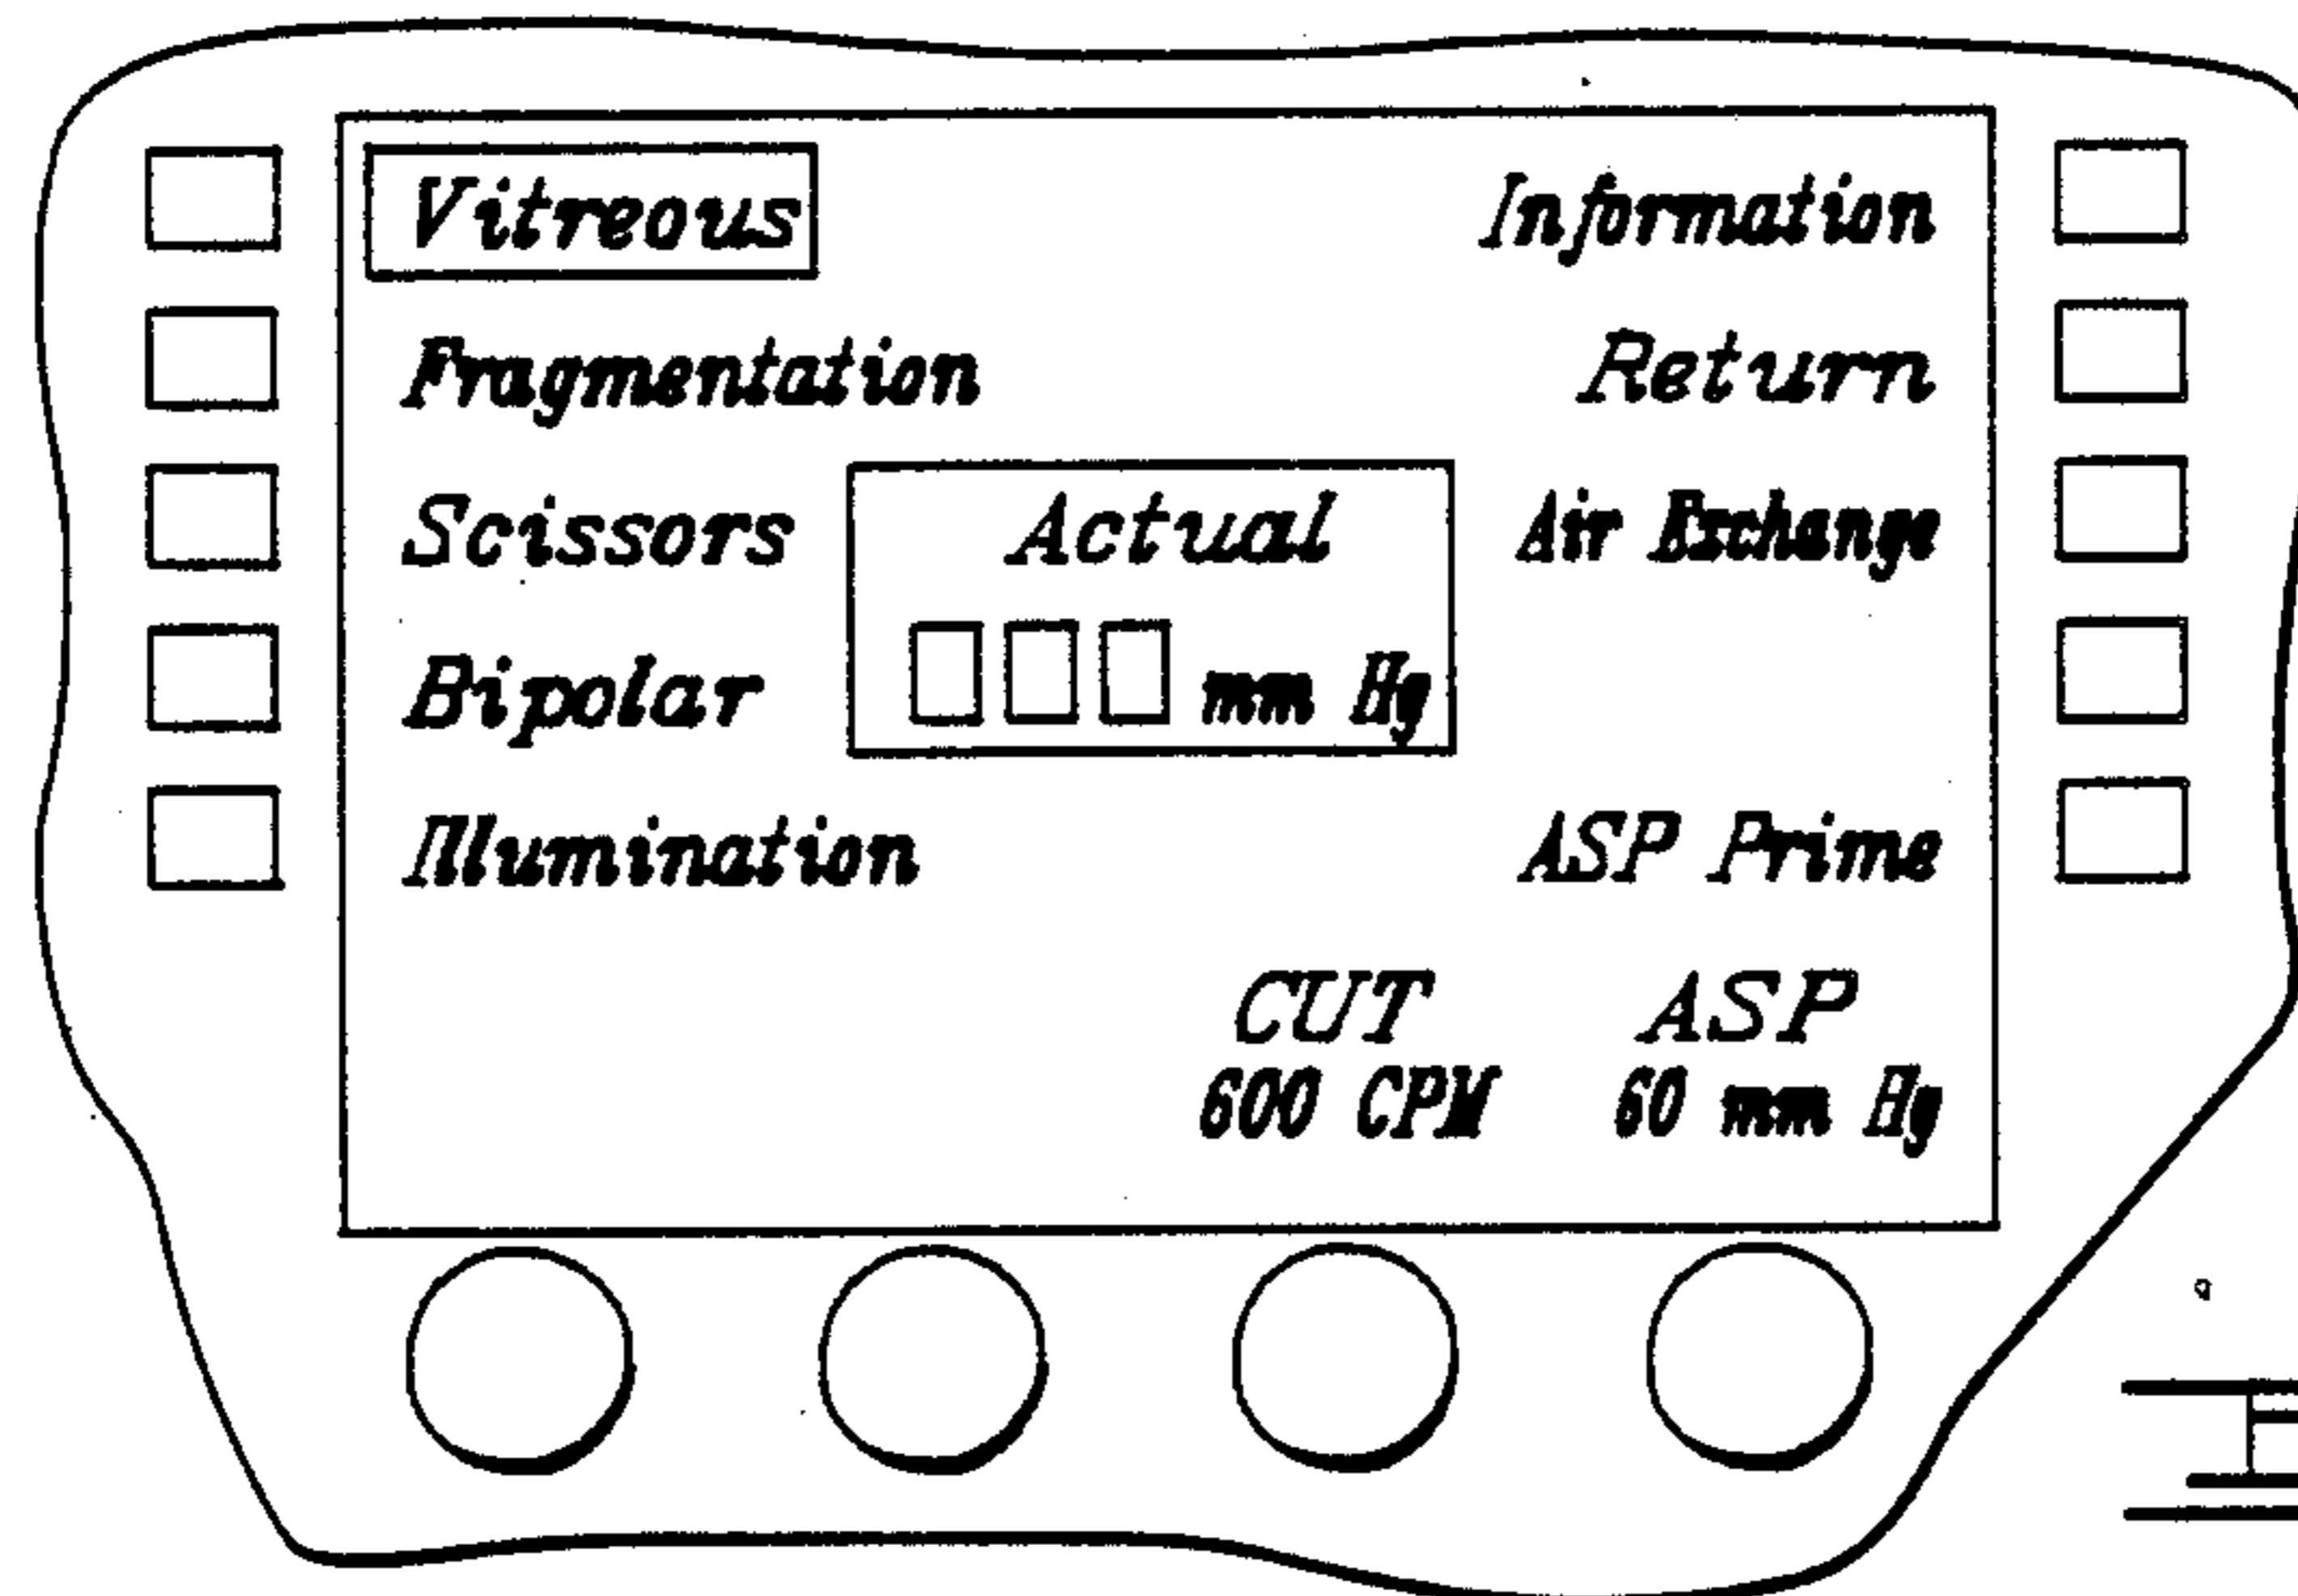 Vitreous
Information
Fragmentation
Return
Scissors
Actual
Air Exchange
Bipolar
mm Hg
Illumination
ASP Prime
CUT
ASP
600 CPM
60 mm Hg